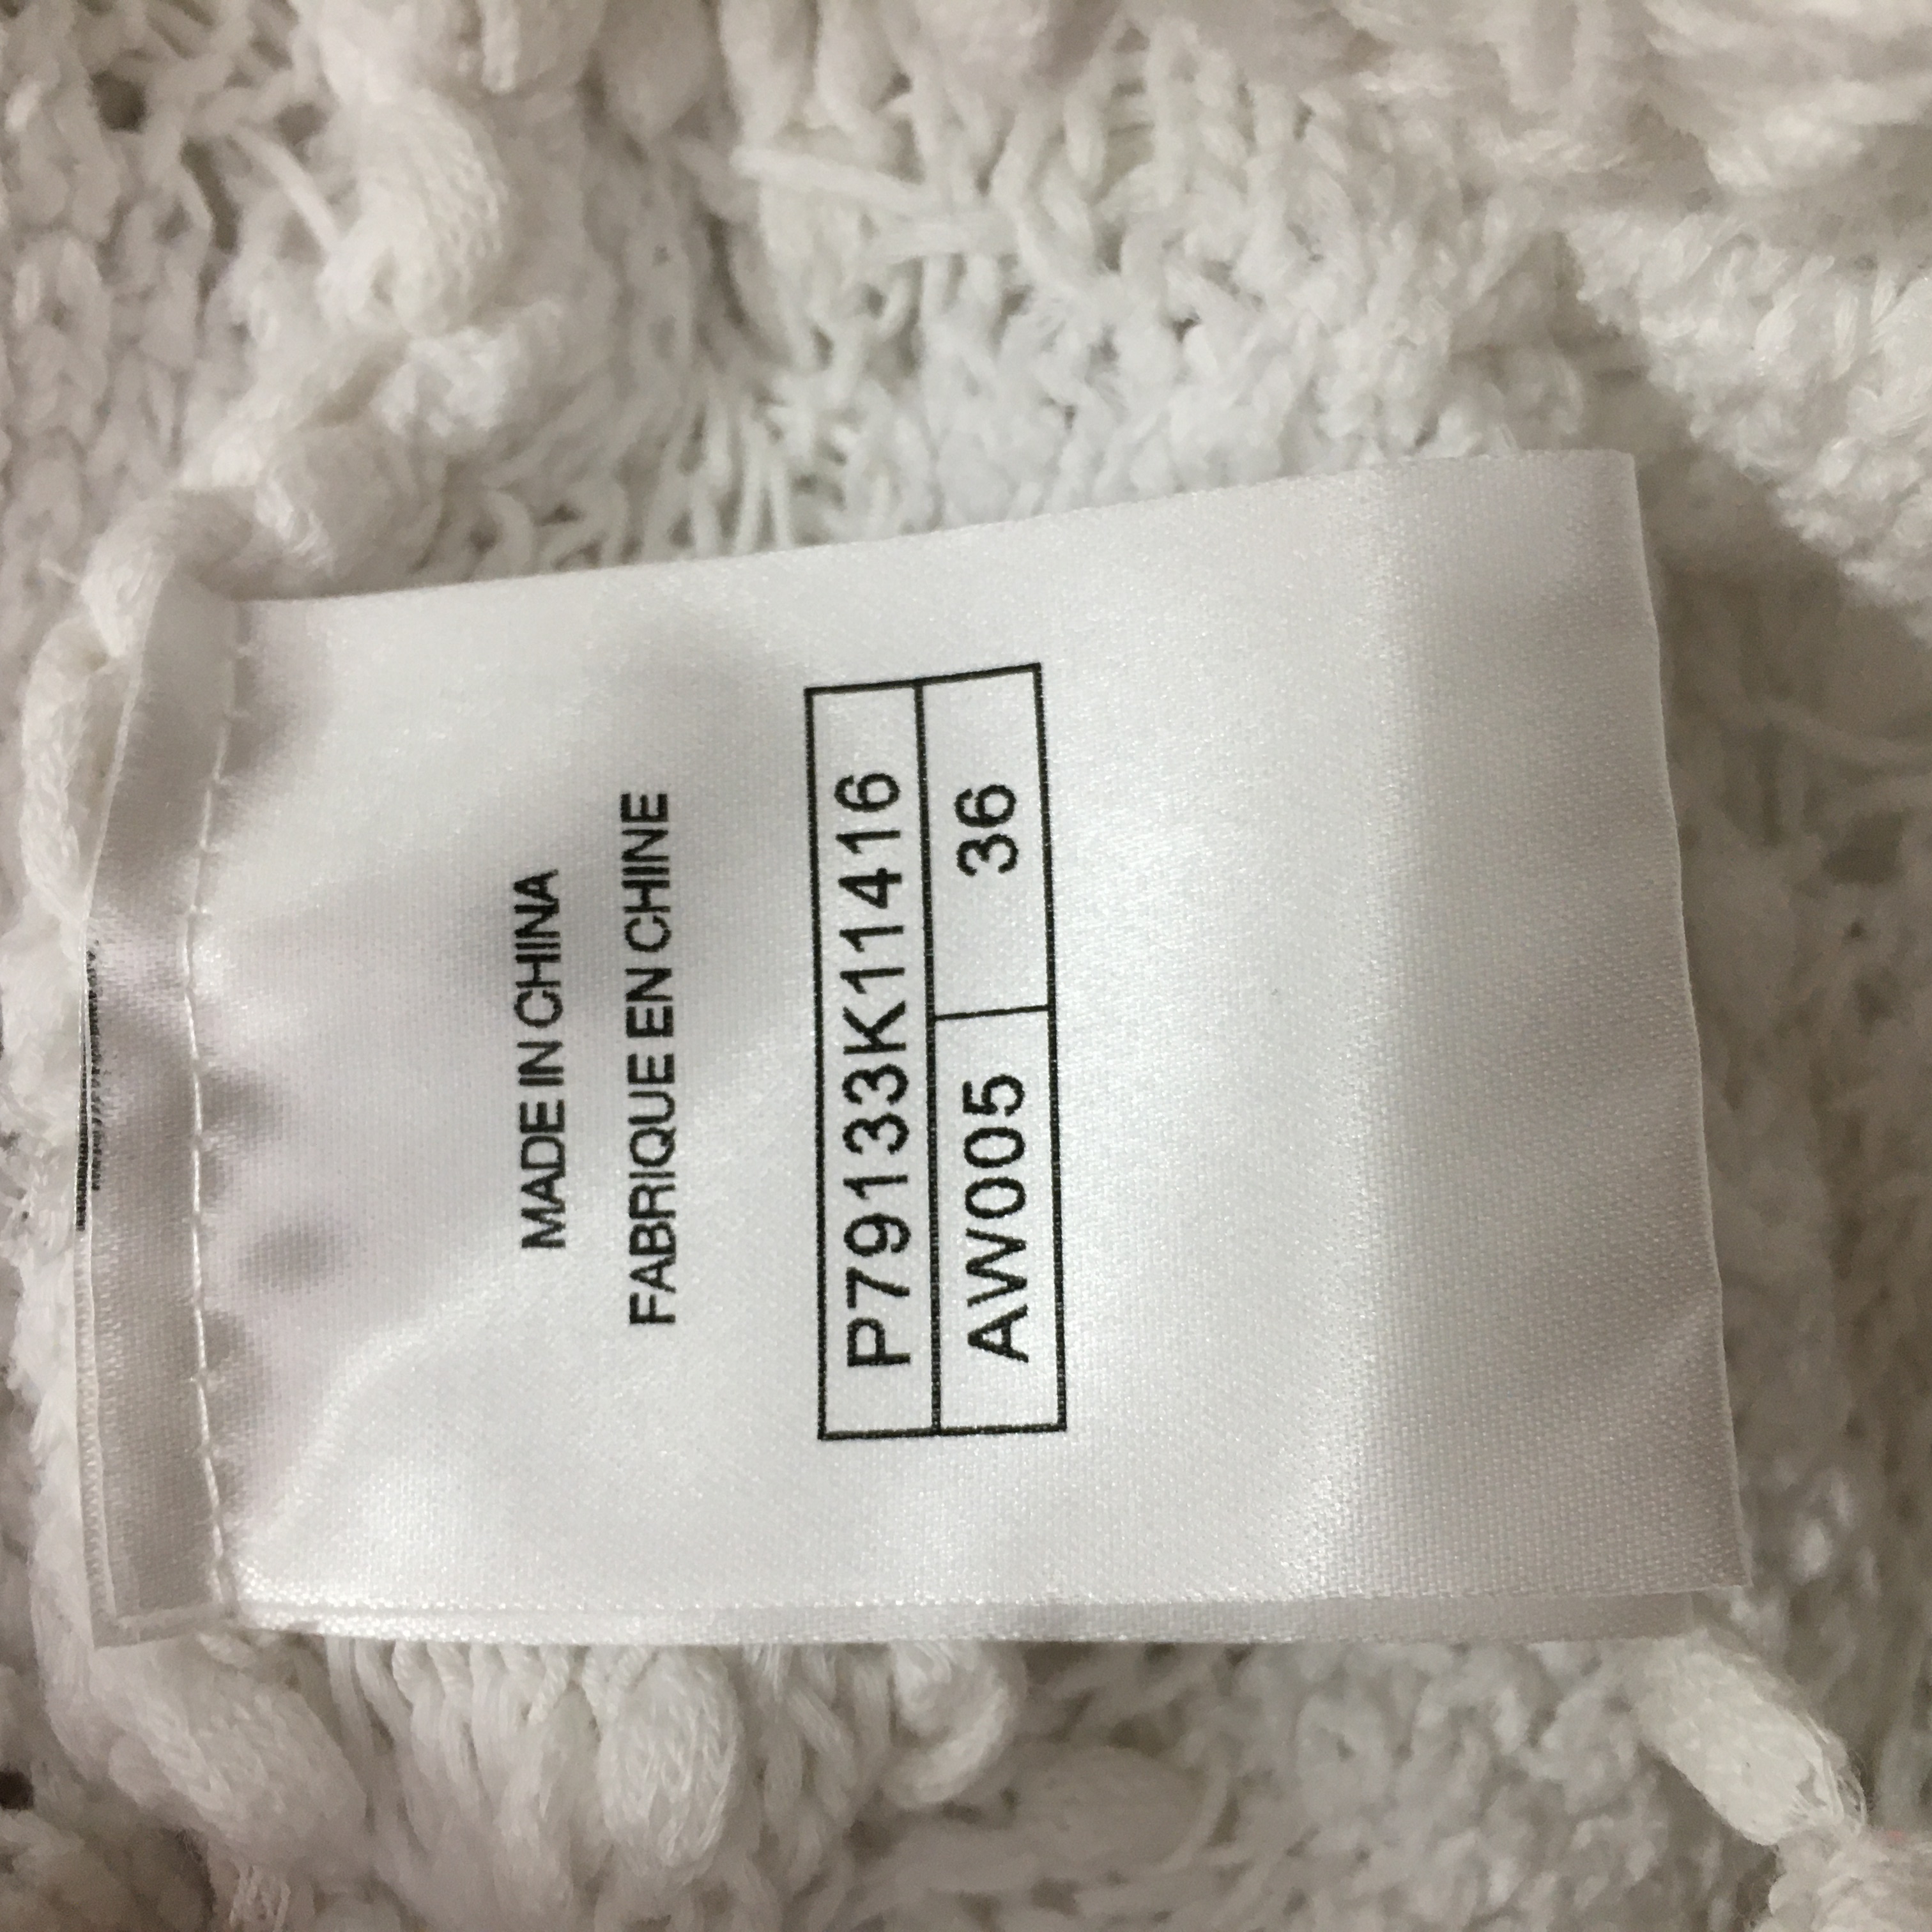 MADE IN CHINA
FABRIQUE EN CHINE
P79133K11416
AW005 36